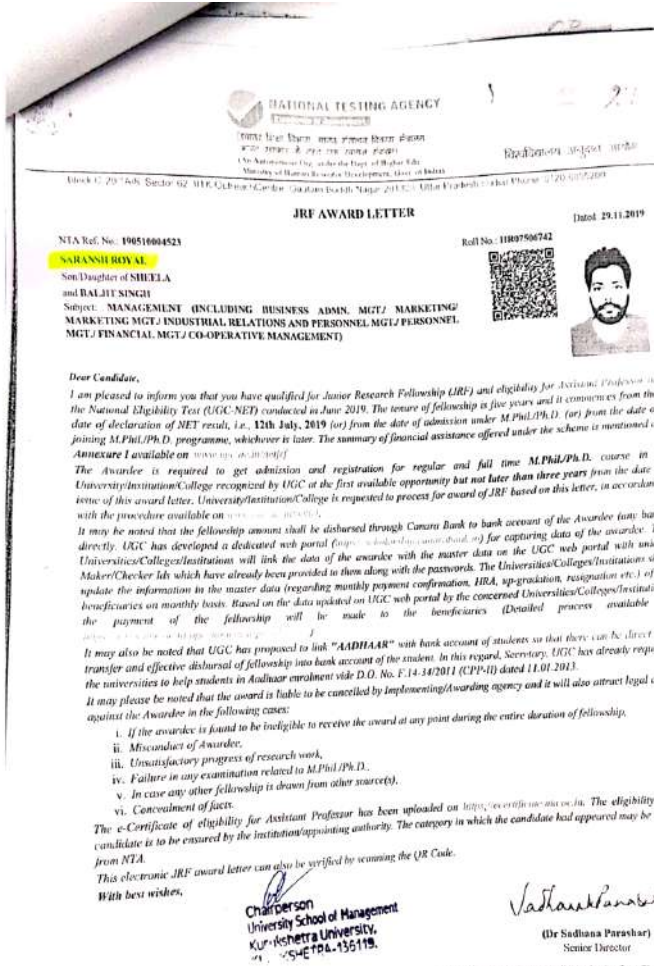 NATIONAL TESTING AGENCY
Excellence in Assessment
(An Autonomous Org. under the Dept. of Higher Edu.
Ministry of Human Resource Development, Govt. of India)
विश्वविद्यालय अनुदान आयोग
JRF AWARD LETTER
Dated 29.11.2019
NTA Ref. No.: 190510004523
Roll No.: HR07506742
SARANSH ROYAL
Son/Daughter of SHEELA
and BALJIT SINGH
Subject: MANAGEMENT (INCLUDING BUSINESS ADMN. MGT./ MARKETING/
MARKETING MGT./ INDUSTRIAL RELATIONS AND PERSONNEL MGT./ PERSONNEL
MGT./ FINANCIAL MGT./ CO-OPERATIVE MANAGEMENT)
Dear Candidate,
I am pleased to inform you that you have qualified for Junior Research Fellowship (JRF) and eligibility for Assistant Professor
the National Eligibility Test (UGC-NET) conducted in June 2019. The tenure of fellowship is five years and it commences from the
date of declaration of NET result, i.e., 12th July, 2019 (or) from the date of admission under M.Phil./Ph.D. (or) from the date
joining M.Phil./Ph.D. programme, whichever is later. The summary of financial assistance offered under the scheme is mentioned
Annexure I available on
The Awardee is required to get admission and registration for regular and full time M.Phil/Ph.D. course in
University/Institution/College recognized by UGC at the first available opportunity but not later than three years from the date
issue of this award letter. University/Institution/College is requested to process for award of JRF based on this letter, in
with the procedure available on
It may be noted that the fellowship amount shall be disbursed through Canara Bank to bank account of the Awardee (any
directly. UGC has developed a dedicated web portal for capturing data of the awardee.
Universities/Colleges/Institutions will link the data of the awardee with the master data on the UGC web portal with
Maker/Checker Ids which have already been provided to them along with the passwords. The Universities/Colleges/Institutions
update the information in the master data (regarding monthly payment confirmation, HRA, up-gradation, resignation etc.) of
beneficiaries on monthly basis. Based on the data updated on UGC web portal by the concerned
the payment of the fellowship will be made to the beneficiaries (Detailed process available
It may also be noted that UGC has proposed to link "AADHAAR" with bank account of students so that there can be direct
transfer and effective disbursal of fellowship into bank account of the student. In this regard, Secretary, UGC has already
the universities to help students in Aadhaar enrolment vide D.O. No. F.14-34/2011 (CPP-II) dated 11.01.2013.
It may please be noted that the award is liable to be cancelled by Implementing/Awarding agency and it will also attract legal
against the Awardee in the following cases:
i. If the awardee is found to be ineligible to receive the award at any point during the entire duration of fellowship,
ii. Misconduct of Awardee,
iii. Unsatisfactory progress of research work,
iv. Failure in any examination related to M.Phil./Ph.D.,
v. In case any other fellowship is drawn from other source(s),
vi. Concealment of facts.
The e-Certificate of eligibility for Assistant Professor has been uploaded on The eligibility
candidate is to be ensured by the institution/appointing authority. The category in which the candidate had appeared may be
from NTA.
This electronic JRF award letter can also be verified by scanning the QR Code.
With best wishes,
Chairperson
University School of Management
Kurukshetra University,
(Dr Sadhana Parashar)
Senior Director